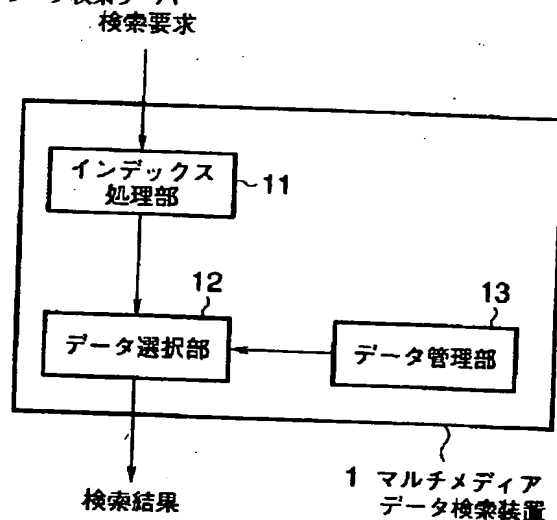 検索要求
インデックス
処理部
11
12
データ選択部
13
データ管理部
検索結果
1 マルチメディア
データ検索装置